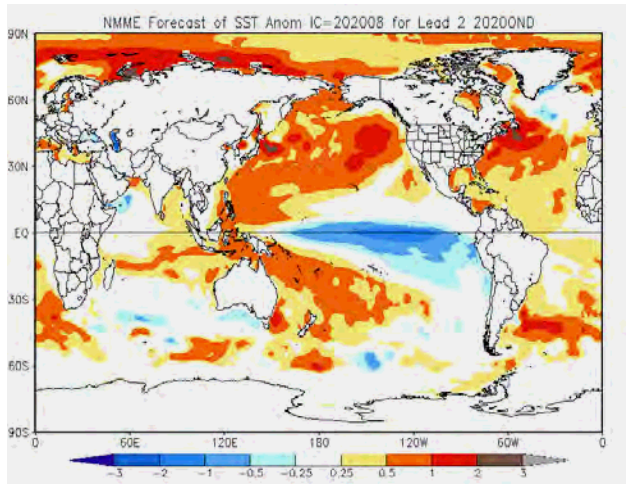 NMME Forecast of SST Anom IC=202008 for Lead 2 2020OND
90N
60N
30N
EQ
30S
60S
90S
0 60E 120E 180 120W 60W 0
-3 -2 -1 -0.5 -0.25 0.25 0.5 1 2 3